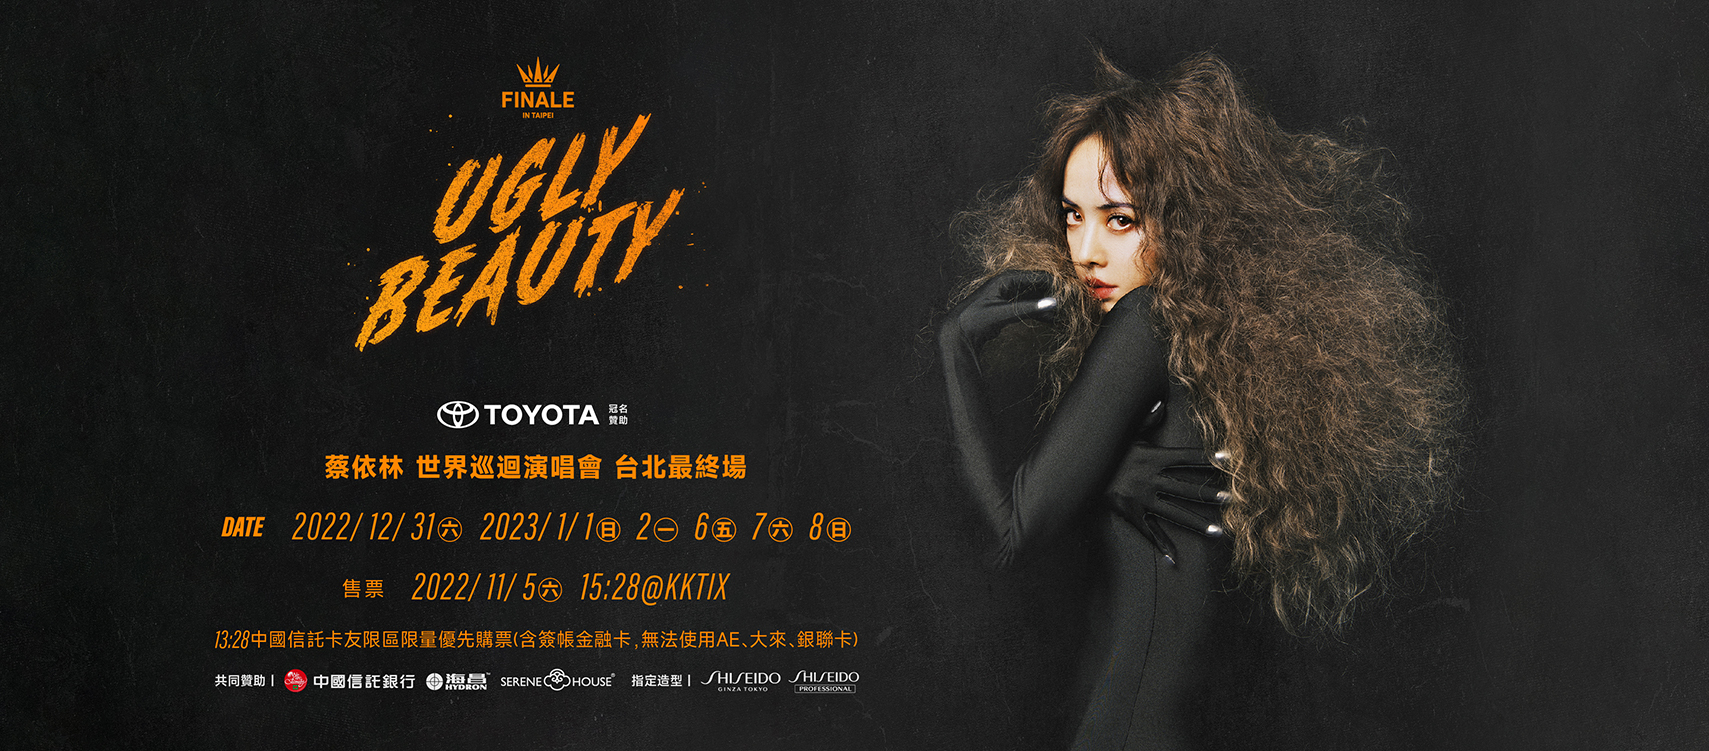 FINALE
IN TAIPEI
UGLY
BEAUTY
TOYOTA 冠名贊助
蔡依林 世界巡迴演唱會 台北最終場
DATE 2022/12/31㊅ 2023/1/1㊐ 2㊀ 6㊄ 7㊅ 8㊐
售票 2022/11/5㊅ 15:28@KKTIX
13:28中國信託卡友限區限量優先購票(含簽帳金融卡,無法使用AE、大來、銀聯卡)
共同贊助| 中國信託銀行 海昌 HYDRON™ SERENE HOUSE® 指定造型| SHISEIDO GINZA TOKYO SHISEIDO PROFESSIONAL